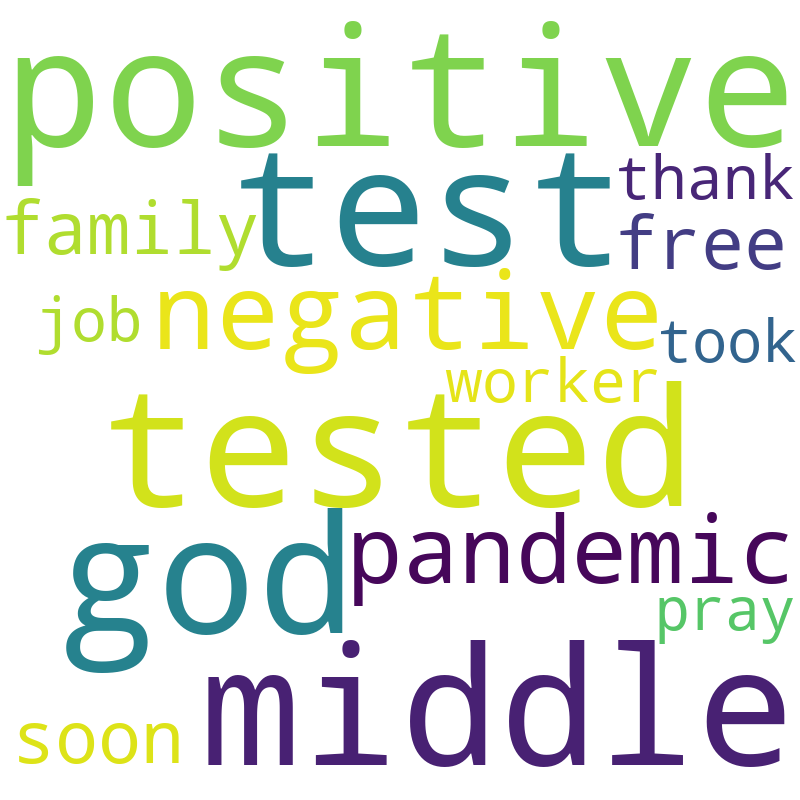 positive
test
thank
family
free
negative
job
took
worker
tested
god
pandemic
pray
middle
soon